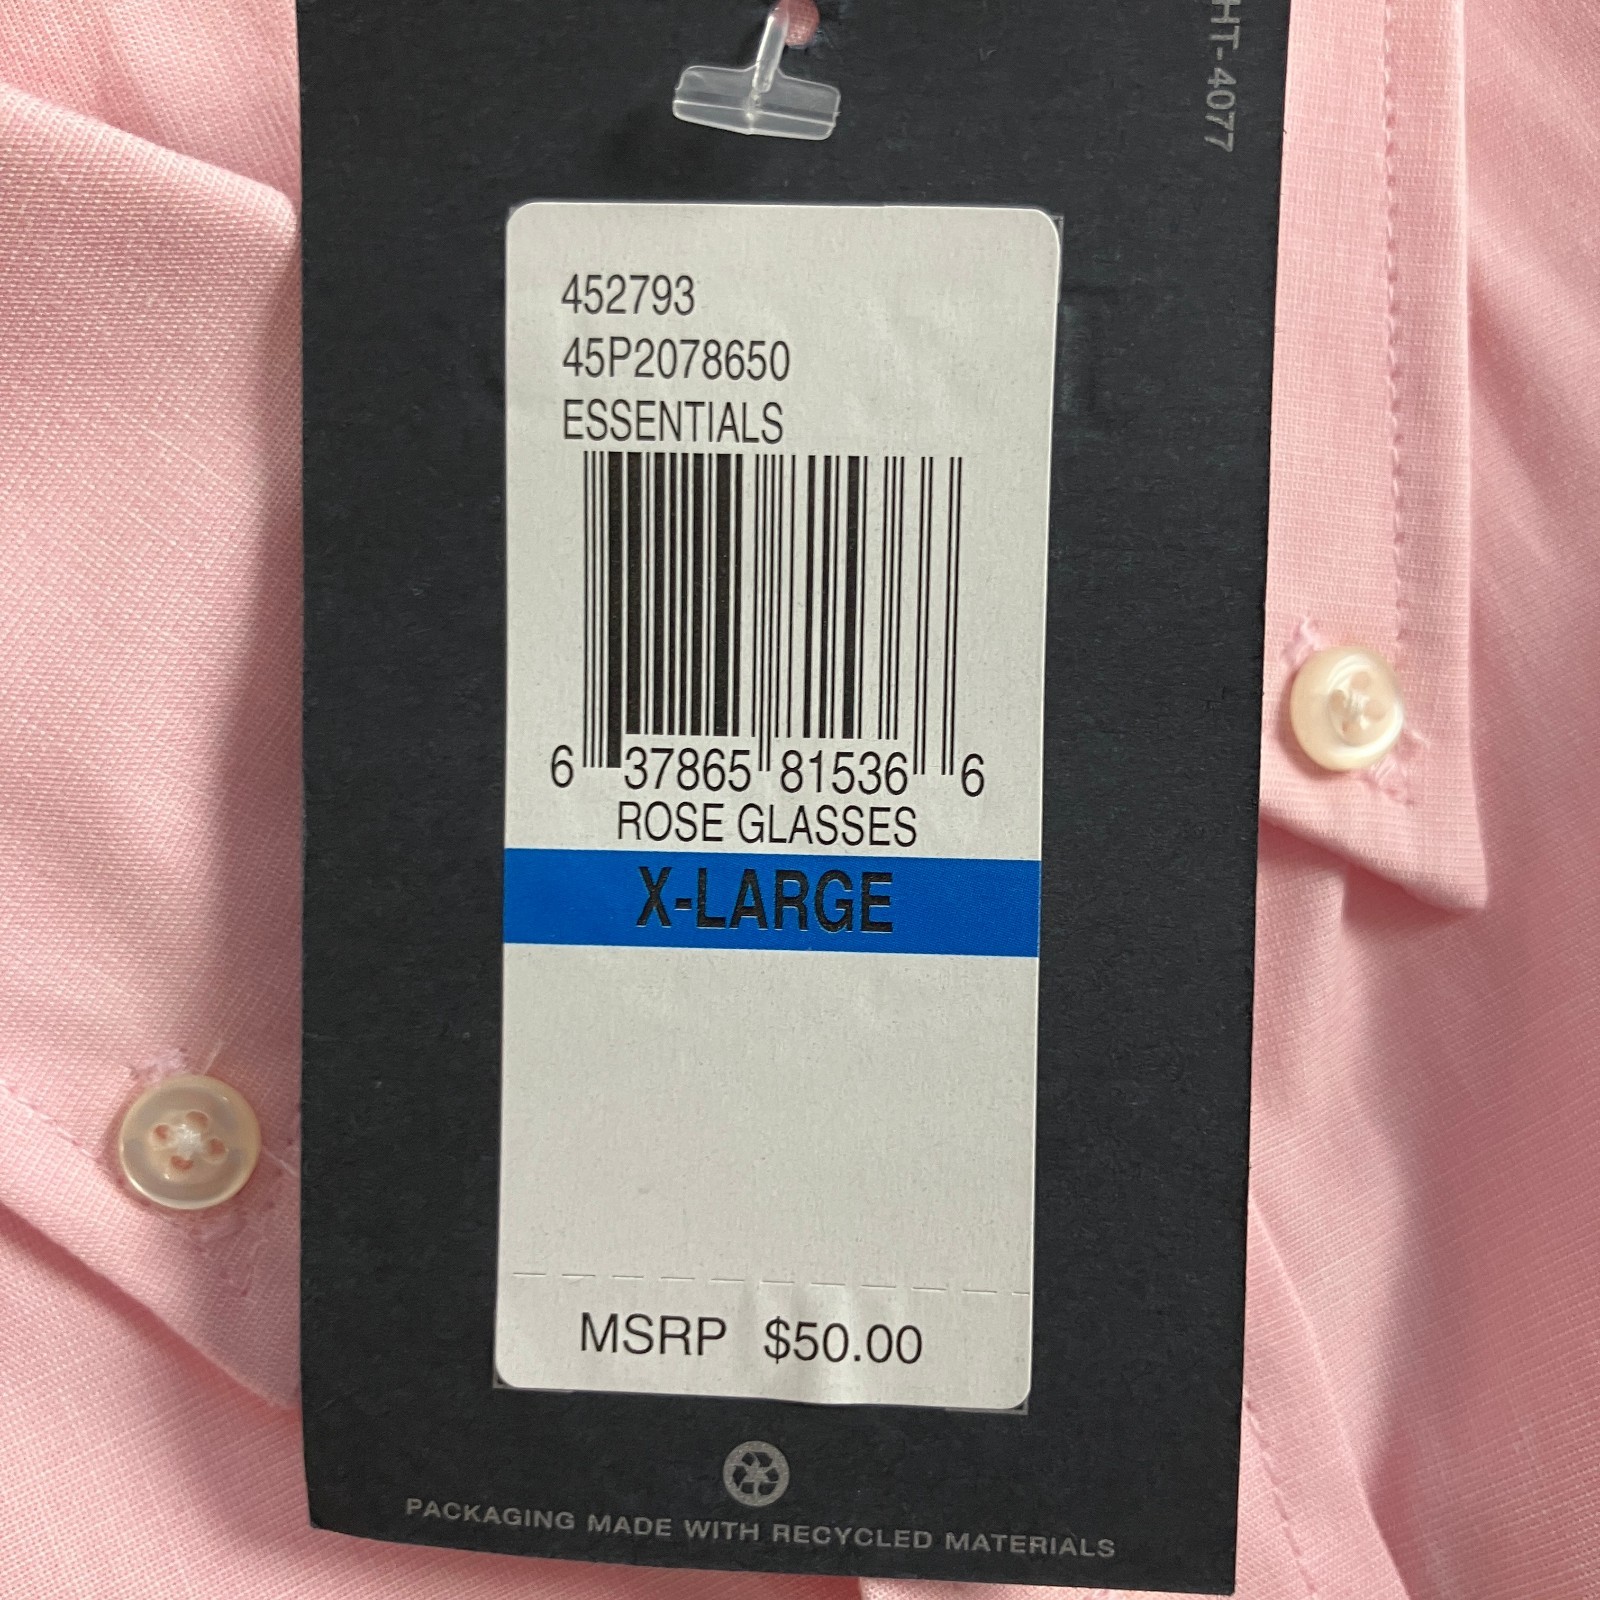 HT-4077
452793
45P2078650
ESSENTIALS
6 37865 81536 6
ROSE GLASSES
X-LARGE
MSRP $50.00
PACKAGING MADE WITH RECYCLED MATERIALS